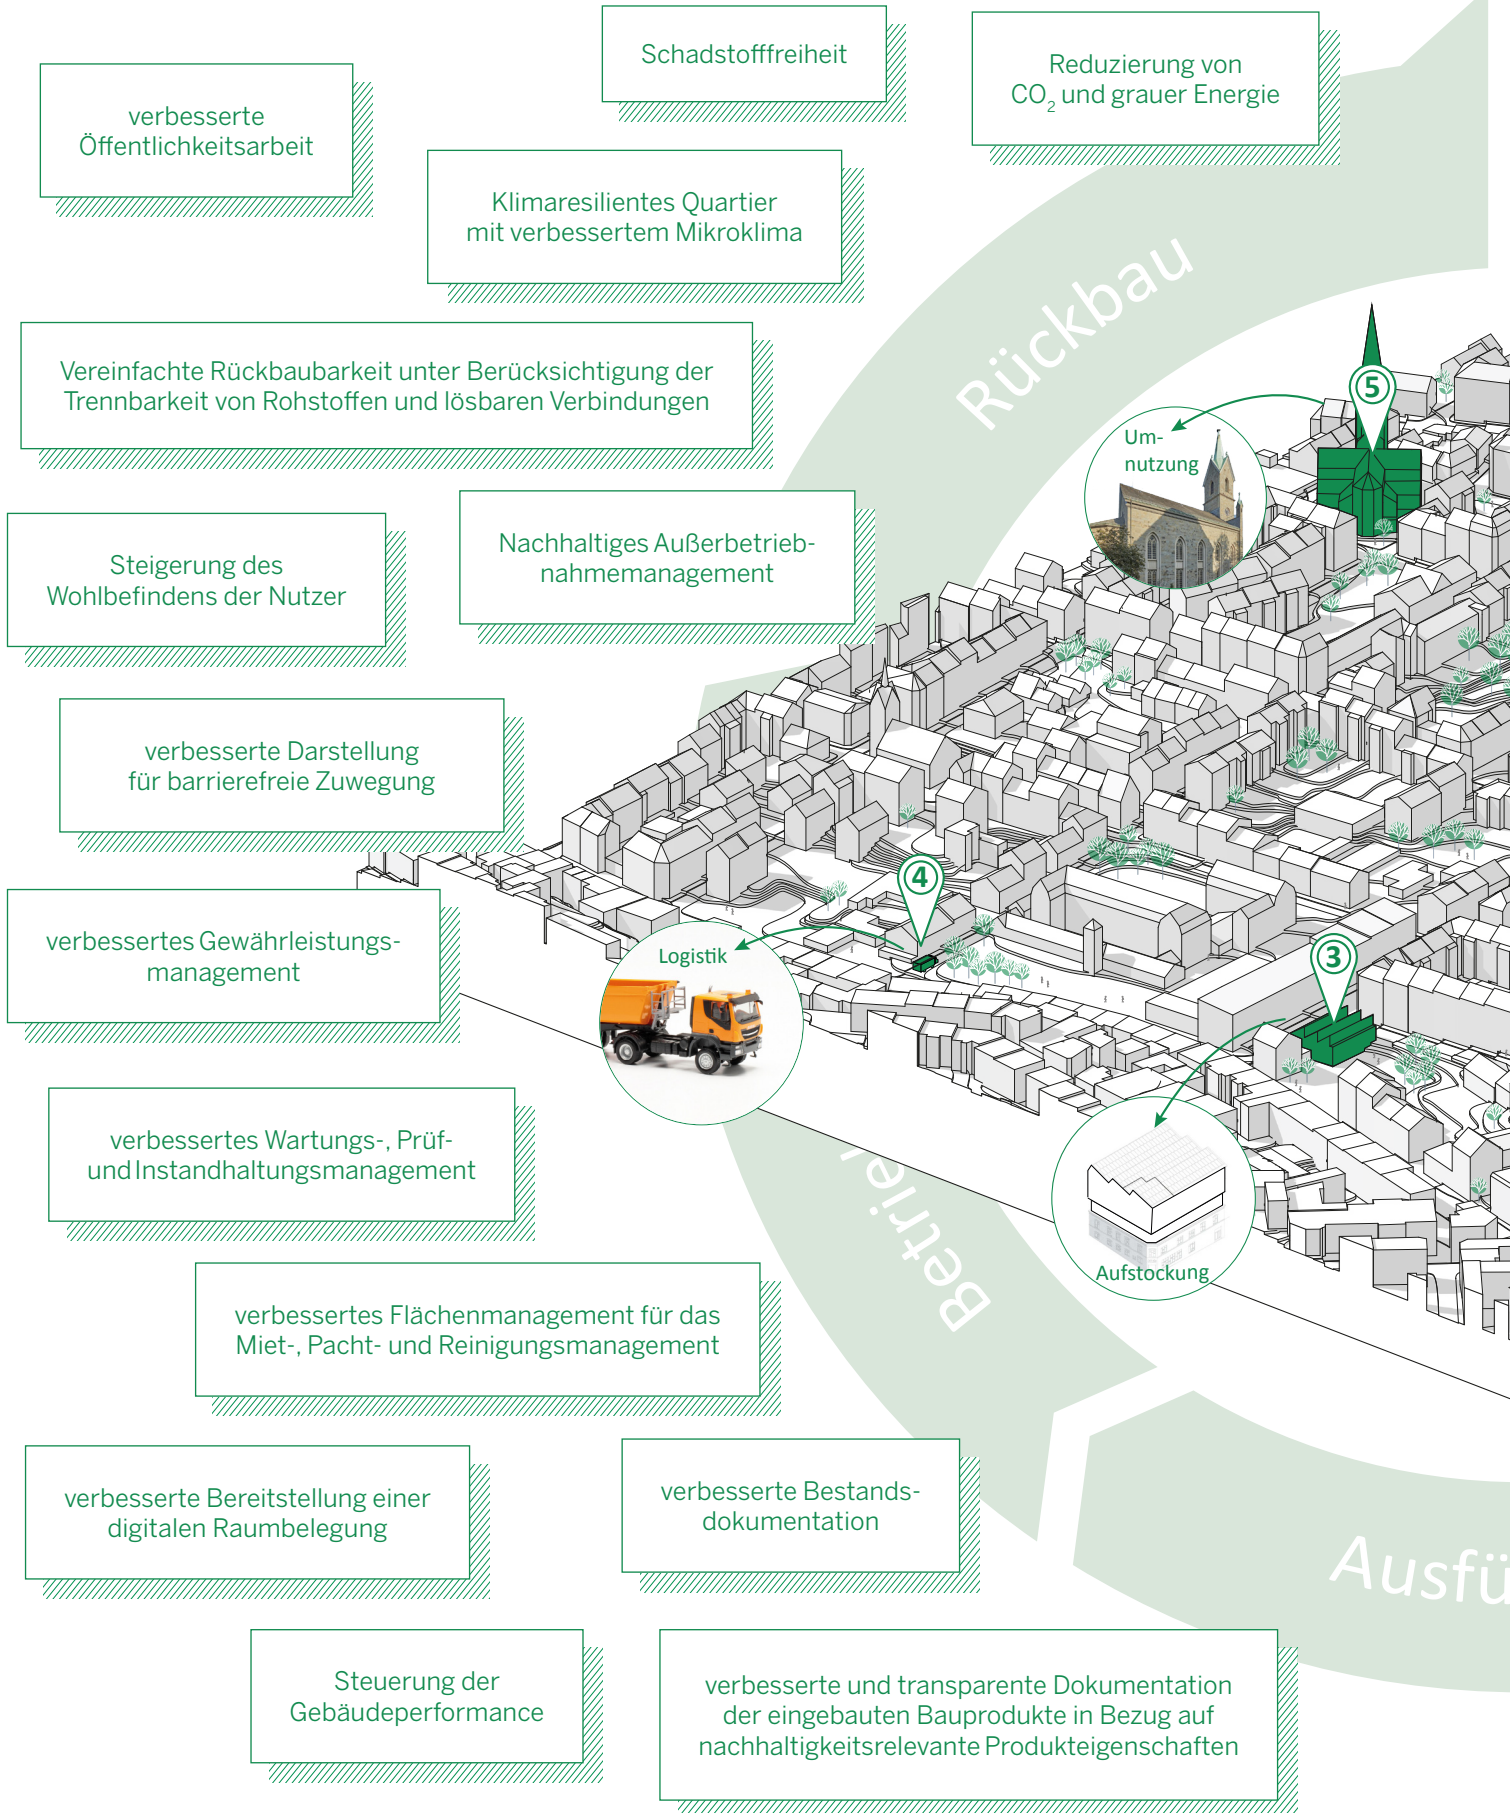 Schadstofffreiheit
Reduzierung von
CO₂ und grauer Energie
verbesserte
Öffentlichkeitsarbeit
Klimaresilientes Quartier
mit verbessertem Mikroklima
Rückbau
Vereinfachte Rückbaubarkeit unter Berücksichtigung der
Trennbarkeit von Rohstoffen und lösbaren Verbindungen
5
Um-
nutzung
Steigerung des
Wohlbefindens der Nutzer
Nachhaltiges Außerbetrieb-
nahmemanagement
verbesserte Darstellung
für barrierefreie Zuwegung
4
verbessertes Gewährleistungs-
management
Logistik
3
verbessertes Wartungs-, Prüf-
und Instandhaltungsmanagement
Betrie
Aufstockung
verbessertes Flächenmanagement für das
Miet-, Pacht- und Reinigungsmanagement
verbesserte Bereitstellung einer
digitalen Raumbelegung
verbesserte Bestands-
dokumentation
Ausfü
Steuerung der
Gebäudeperformance
verbesserte und transparente Dokumentation
der eingebauten Bauprodukte in Bezug auf
nachhaltigkeitsrelevante Produkteigenschaften